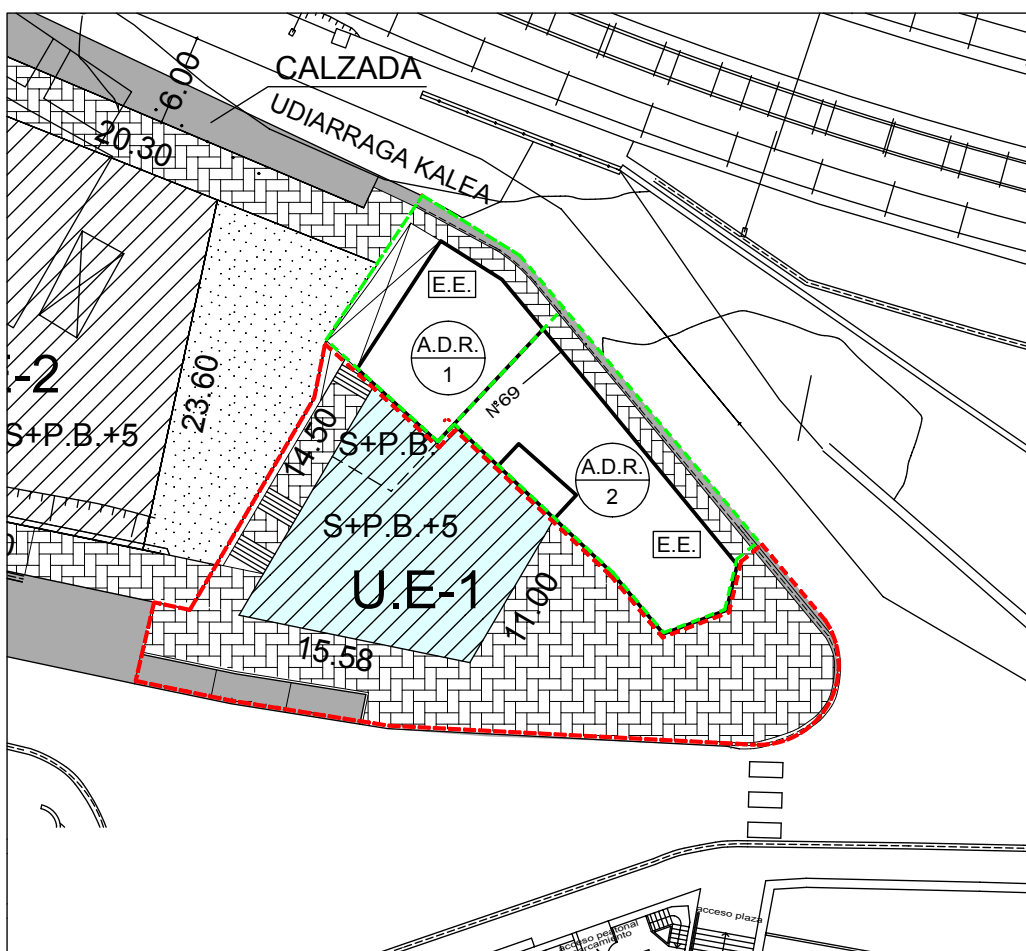 CALZADA
6.00
UDIARRAGA KALEA
20.30
E.E.
A.D.R.
1
Nº69
-2
23.60
S+P.B.+5
14.50
S+P.B.
A.D.R.
2
S+P.B.+5
E.E.
U.E-1
11.00
15.58
acceso plaza
acceso peatonal